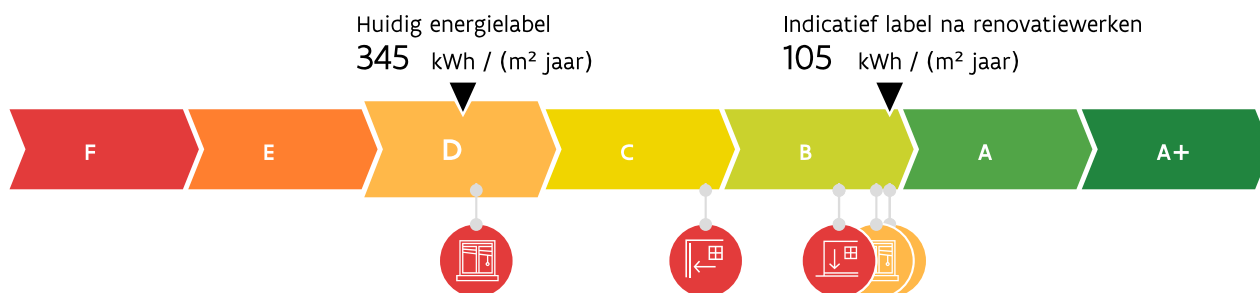 Huidig energielabel
345 kWh / (m² jaar)
Indicatief label na renovatiewerken
105 kWh / (m² jaar)
F E D C B A A+